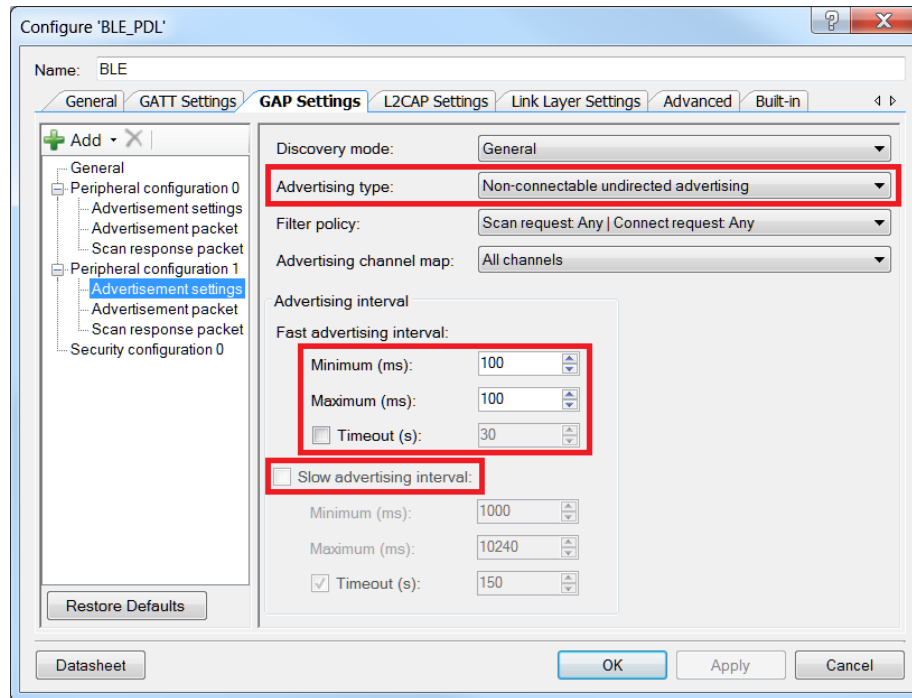 Configure 'BLE_PDL'
Name: BLE
General GATT Settings GAP Settings L2CAP Settings Link Layer Settings Advanced Built-in
Add
General
Peripheral configuration 0
Advertisement settings
Advertisement packet
Scan response packet
Peripheral configuration 1
Advertisement settings
Advertisement packet
Scan response packet
Security configuration 0
Restore Defaults
Discovery mode: General
Advertising type: Non-connectable undirected advertising
Filter policy: Scan request: Any | Connect request: Any
Advertising channel map: All channels
Advertising interval
Fast advertising interval:
Minimum (ms): 100
Maximum (ms): 100
Timeout (s): 30
Slow advertising interval:
Minimum (ms): 1000
Maximum (ms): 10240
Timeout (s): 150
Datasheet OK Apply Cancel